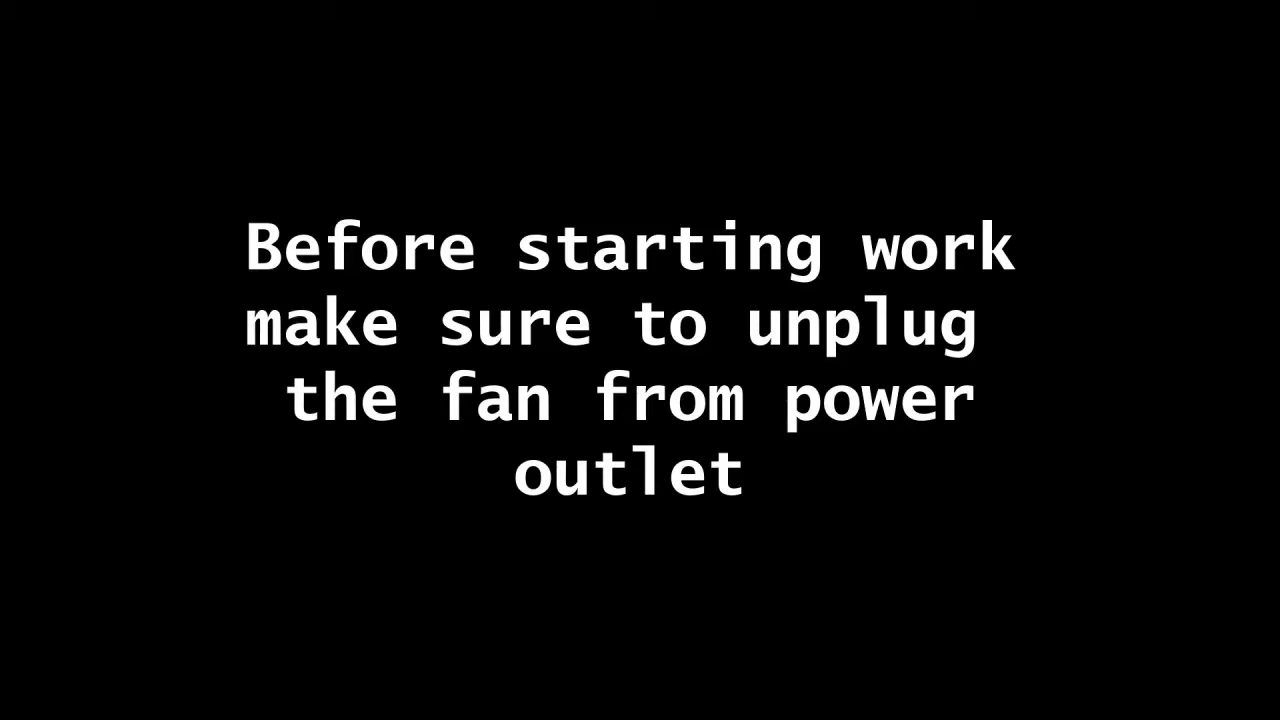 Before starting work
make sure to unplug
the fan from power
outlet